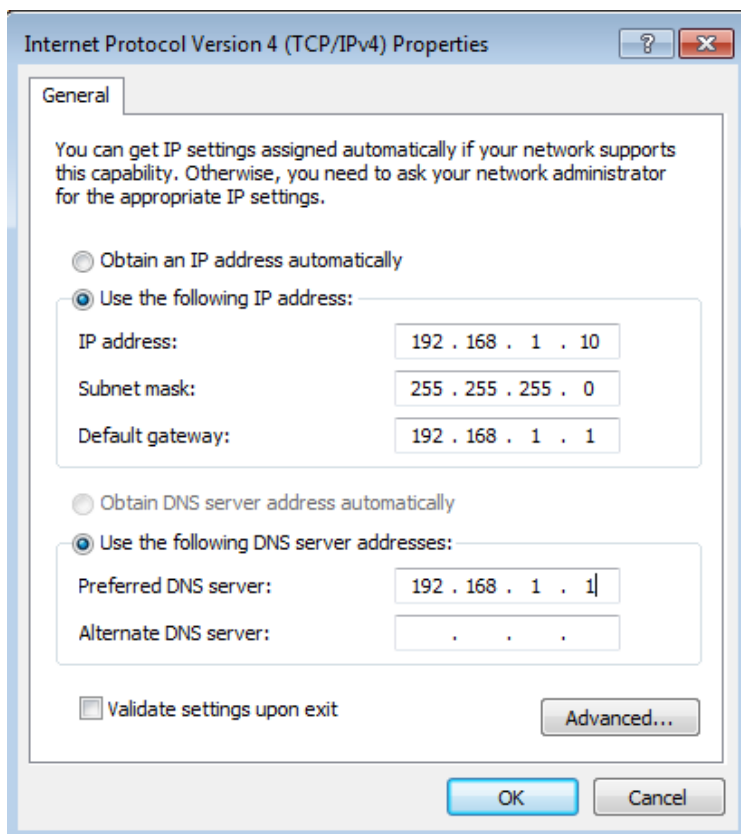 Internet Protocol Version 4 (TCP/IPv4) Properties
General
You can get IP settings assigned automatically if your network supports
this capability. Otherwise, you need to ask your network administrator
for the appropriate IP settings.
Obtain an IP address automatically
Use the following IP address:
IP address: 192 . 168 . 1 . 10
Subnet mask: 255 . 255 . 255 . 0
Default gateway: 192 . 168 . 1 . 1
Obtain DNS server address automatically
Use the following DNS server addresses:
Preferred DNS server: 192 . 168 . 1 . 1
Alternate DNS server: . . .
Validate settings upon exit
Advanced...
OK Cancel